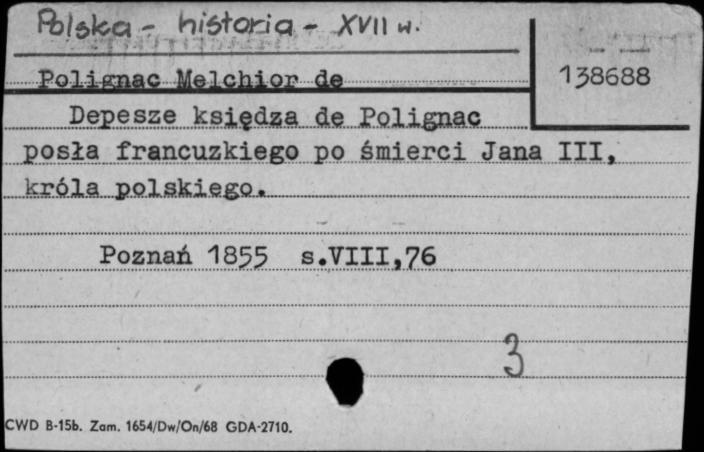 Polska - historia - XVII w.
Polignac Melchior de
138688
Depesze księdza de Polignac
posła francuzkiego po śmierci Jana III,
króla polskiego.
Poznań 1855 s.VIII,76
3
CWD B-15b. Zam. 1654/Dw/On/68 GDA-2710.